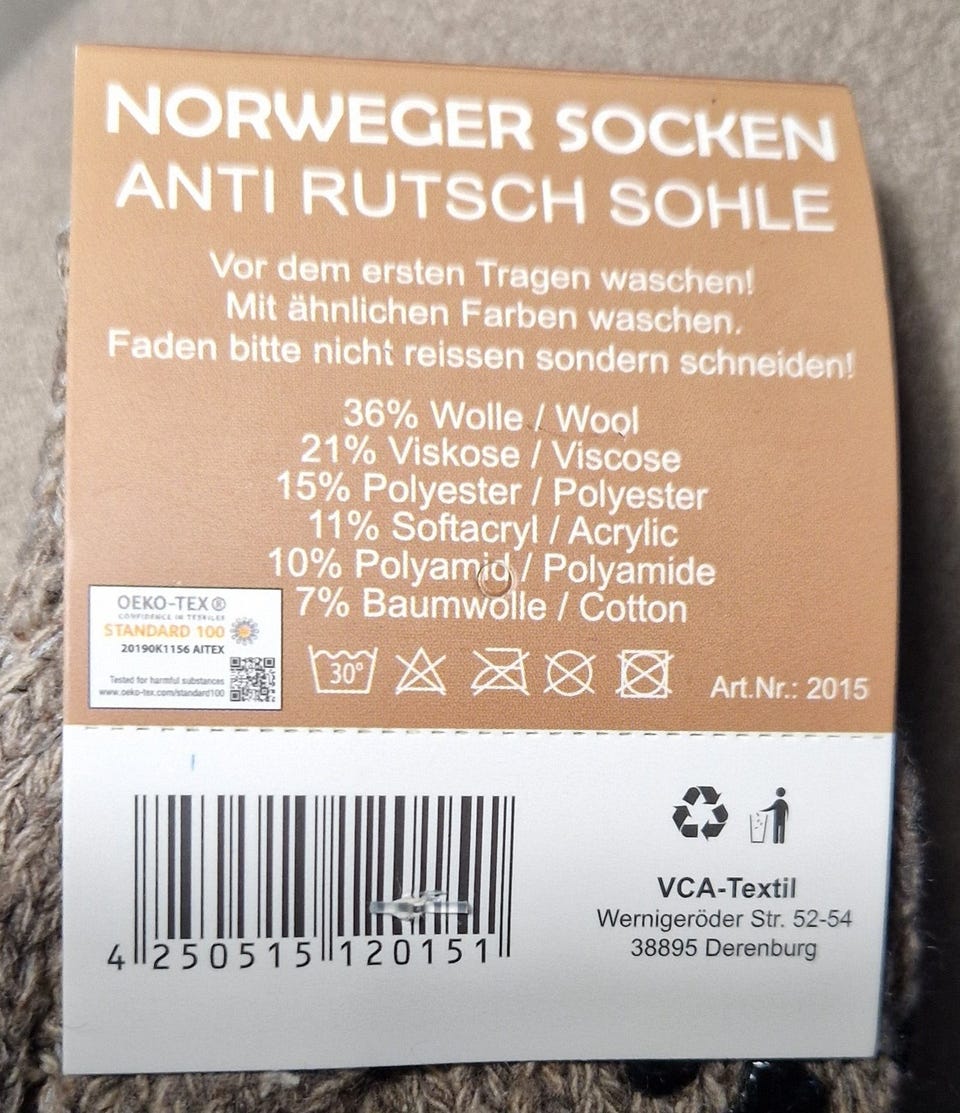 NORWEGER SOCKEN
ANTI RUTSCH SOHLE
Vor dem ersten Tragen waschen!
Mit ähnlichen Farben waschen.
Faden bitte nicht reissen sondern schneiden!
36% Wolle / Wool
21% Viskose / Viscose
15% Polyester / Polyester
11% Softacryl / Acrylic
10% Polyamid / Polyamide
7% Baumwolle / Cotton
OEKO-TEX®
CONFIDENCE IN TEXTILES
STANDARD 100
20190K1156 AITEX
Tested for harmful substances
www.oeko-tex.com/standard100
30°
Art.Nr.: 2015
4 250515 120151
VCA-Textil
Wernigeröder Str. 52-54
38895 Derenburg